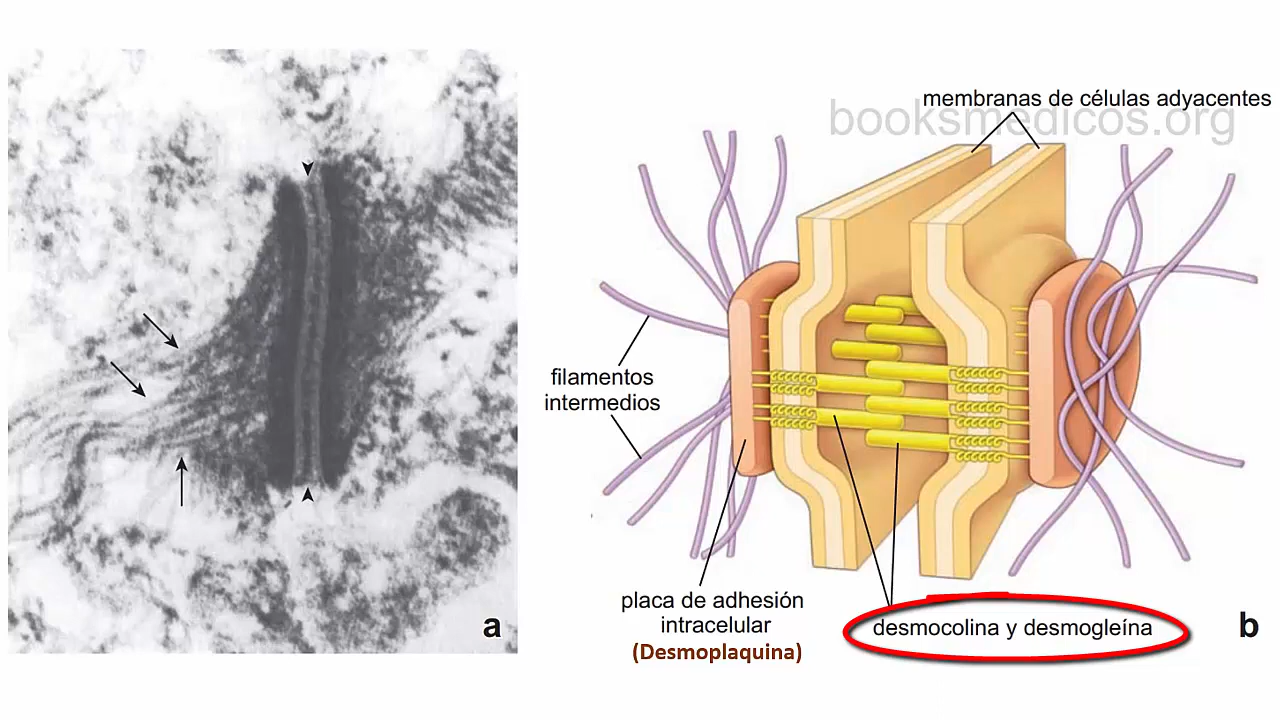 membranas de células adyacentes
booksmedicos.org
filamentos
intermedios
placa de adhesión
intracelular
(Desmoplaquina)
desmocolina y desmogleína
a
b